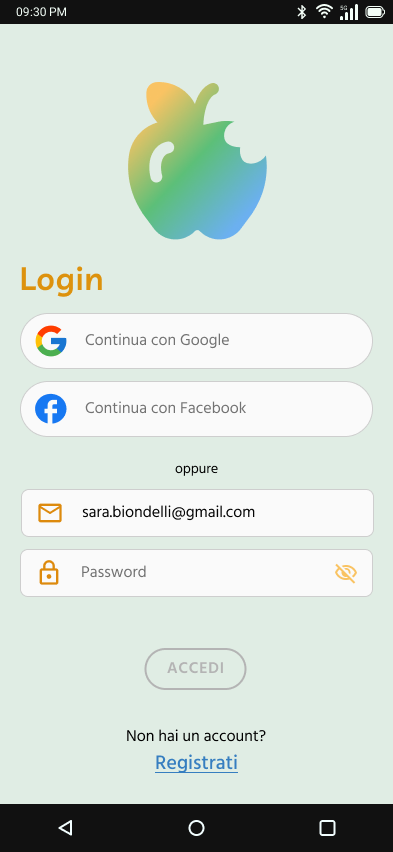 09:30 PM
5G
Login
Continua con Google
Continua con Facebook
oppure
sara.biondelli@gmail.com
Password
ACCEDI
Non hai un account?
Registrati